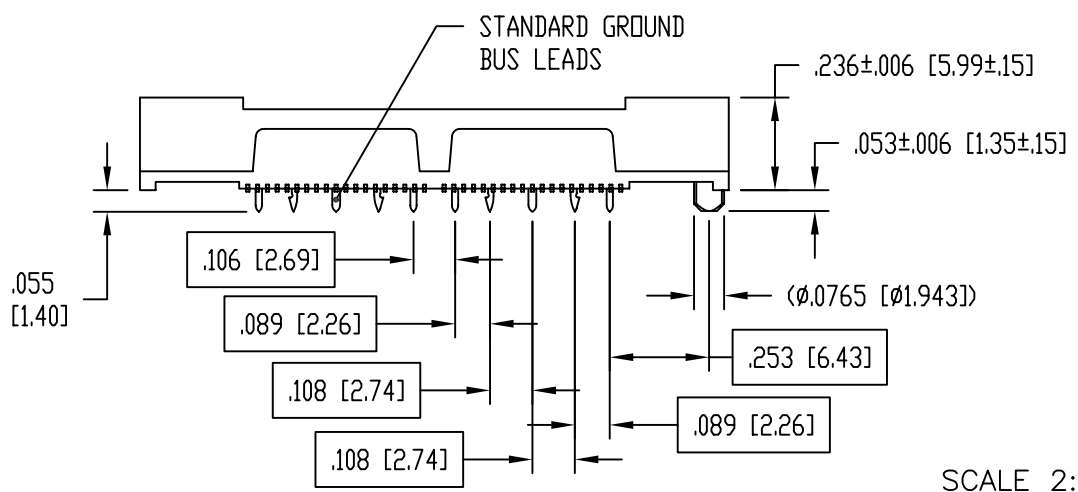 STANDARD GROUND
BUS LEADS
.236±.006 [5.99±.15]
.053±.006 [1.35±.15]
.055
[1.40]
.106 [2.69]
(Ø.0765 [Ø1.943])
.089 [2.26]
.253 [6.43]
.108 [2.74]
.089 [2.26]
.108 [2.74]
SCALE 2: